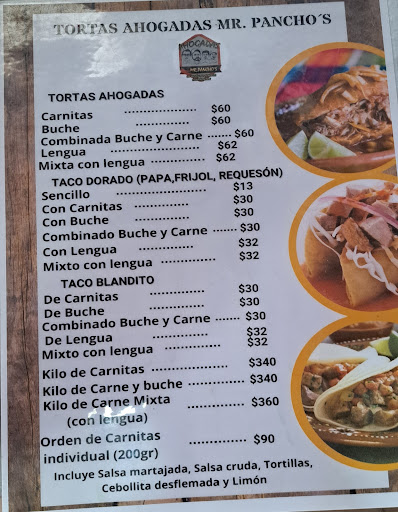 TORTAS AHOGADAS MR. PANCHO´S
AHOGADAS
MR. PANCHO'S
TORTAS AHOGADAS
Carnitas ..................... $60
Buche ..................... $60
Combinada Buche y Carne ....... $60
Lengua ..................... $62
Mixta con lengua ................ $62
TACO DORADO (PAPA,FRIJOL, REQUESÓN)
Sencillo ........................ $13
Con Carnitas ................ $30
Con Buche ................ $30
Combinado Buche y Carne ....... $30
Con Lengua ................ $32
Mixto con lengua ................ $32
TACO BLANDITO
De Carnitas ................ $30
De Buche ................ $30
Combinado Buche y Carne ....... $30
De Lengua ................ $32
Mixto con lengua ................ $32
Kilo de Carnitas ..................... $340
Kilo de Carne y buche ................ $340
Kilo de Carne Mixta ................ $360
(con lengua)
Orden de Carnitas ................ $90
individual (200gr)
Incluye Salsa martajada, Salsa cruda, Tortillas,
Cebollita desflemada y Limón